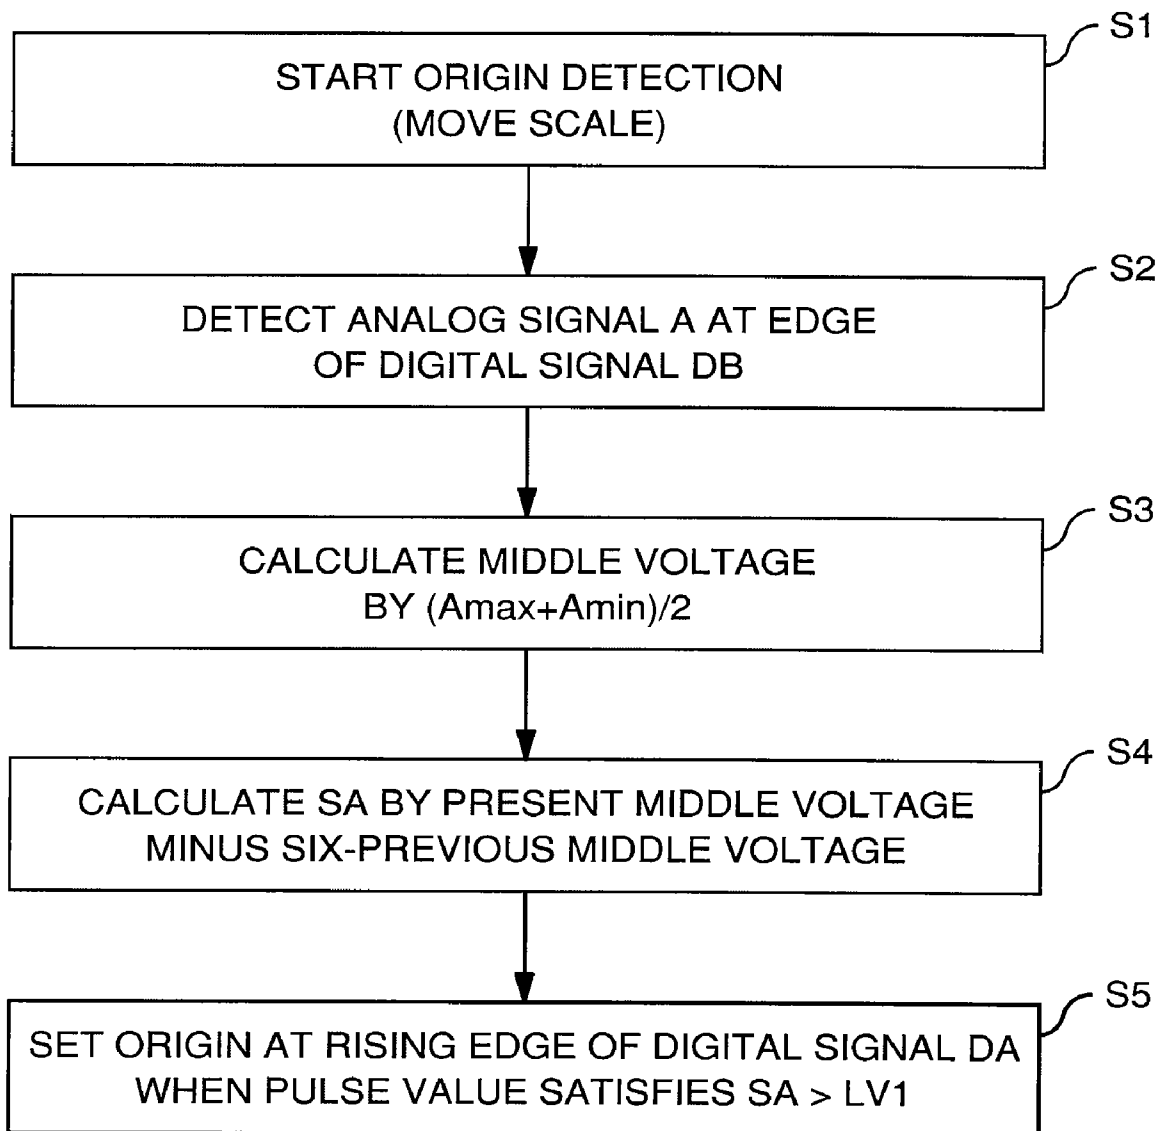 S1
START ORIGIN DETECTION
(MOVE SCALE)
S2
DETECT ANALOG SIGNAL A AT EDGE
OF DIGITAL SIGNAL DB
S3
CALCULATE MIDDLE VOLTAGE
BY (Amax+Amin)/2
S4
CALCULATE SA BY PRESENT MIDDLE VOLTAGE
MINUS SIX-PREVIOUS MIDDLE VOLTAGE
S5
SET ORIGIN AT RISING EDGE OF DIGITAL SIGNAL DA
WHEN PULSE VALUE SATISFIES SA > LV1